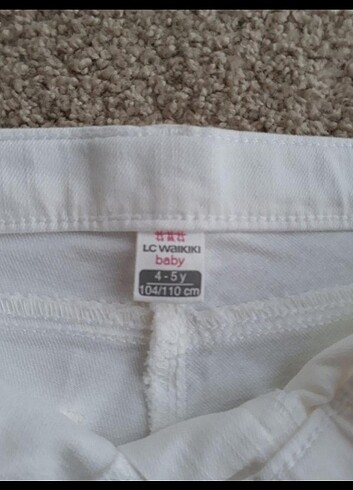 LC WAIKIKI
baby
4 - 5 y
104/110 cm